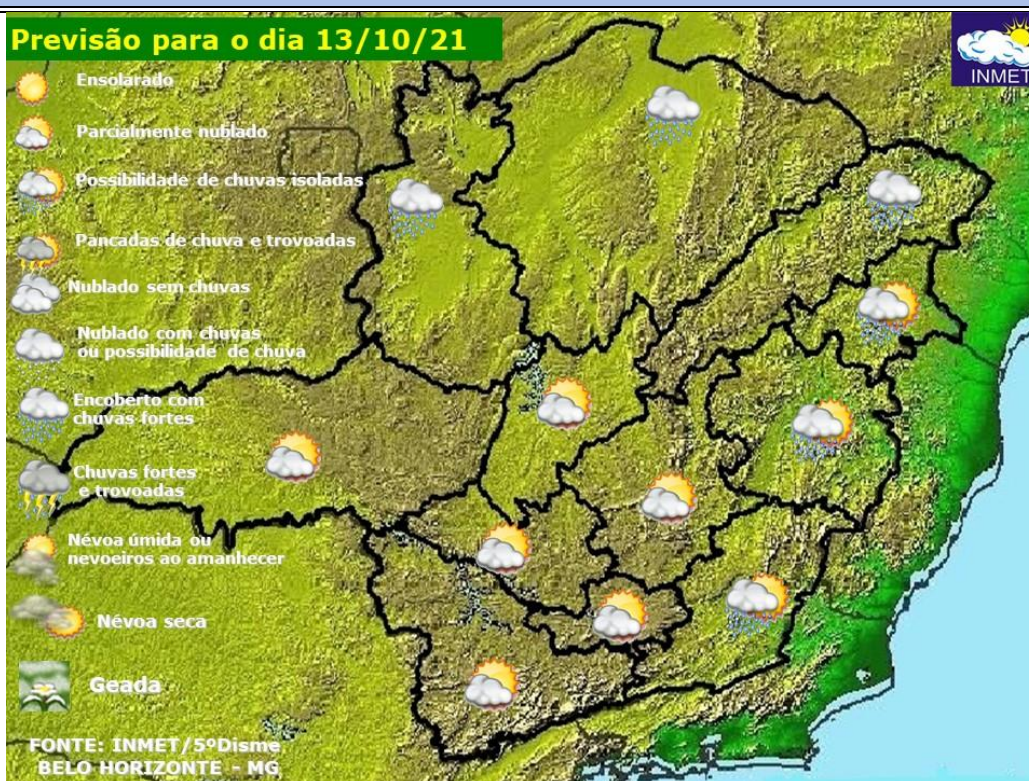 Previsão para o dia 13/10/21
INMET
Ensolarado
Parcialmente nublado
Possibilidade de chuvas isoladas
Pancadas de chuva e trovoadas
Nublado sem chuvas
Nublado com chuvas
ou possibilidade de chuva
Encoberto com
chuvas fortes
Chuvas fortes
e trovoadas
Névoa úmida ou
nevoeiros ao amanhecer
Névoa seca
Geada
FONTE: INMET/5ºDisme
BELO HORIZONTE - MG